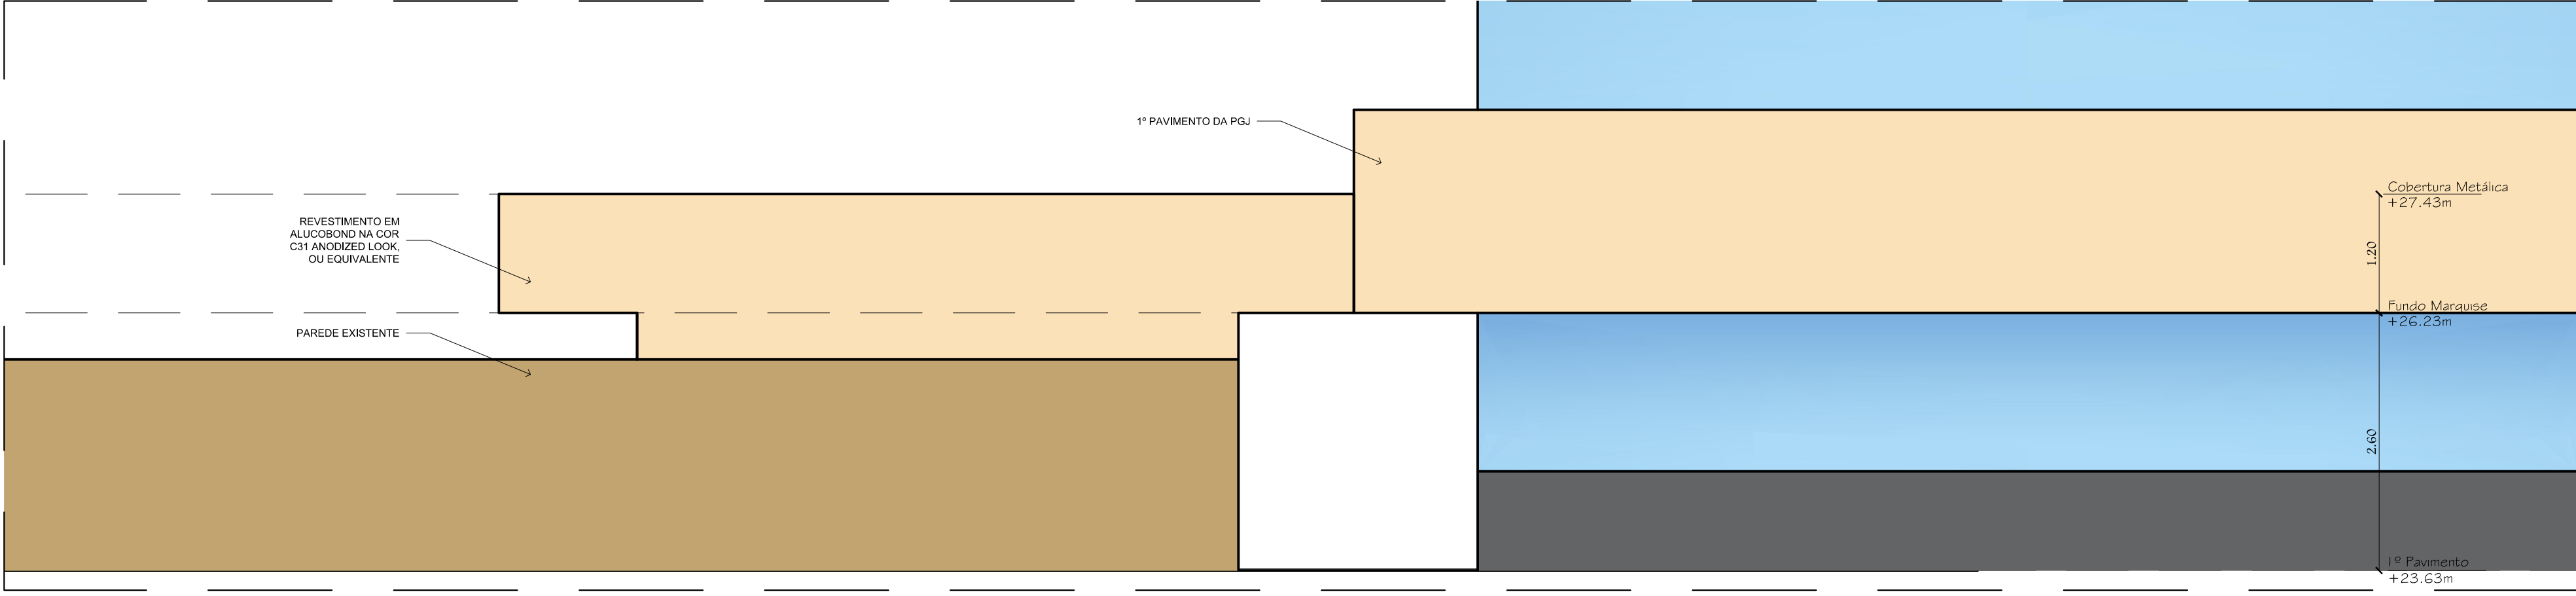 1º PAVIMENTO DA PGJ
REVESTIMENTO EM
ALUCOBOND NA COR
C31 ANODIZED LOOK,
OU EQUIVALENTE
PAREDE EXISTENTE
Cobertura Metálica
+27.43m
1.20
Fundo Marquise
+26.23m
2.60
1º Pavimento
+23.63m